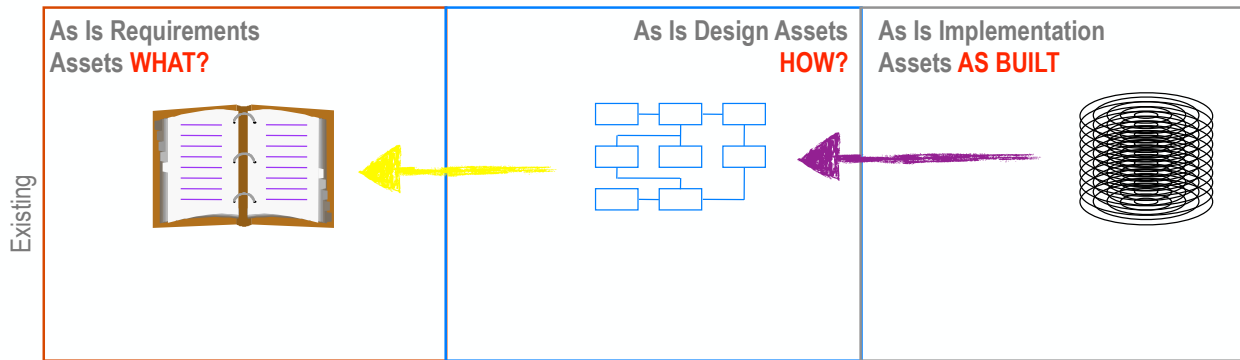 As Is Requirements
Assets WHAT?
As Is Design Assets
HOW?
As Is Implementation
Assets AS BUILT
Existing